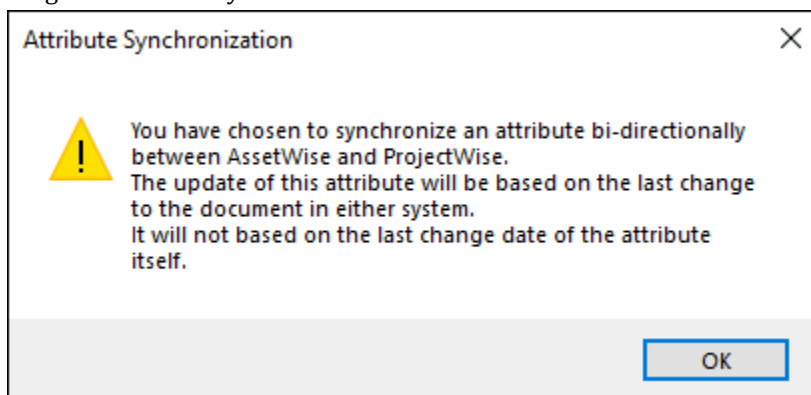 Attribute Synchronization
You have chosen to synchronize an attribute bi-directionally
between AssetWise and ProjectWise.
The update of this attribute will be based on the last change
to the document in either system.
It will not based on the last change date of the attribute
itself.
OK